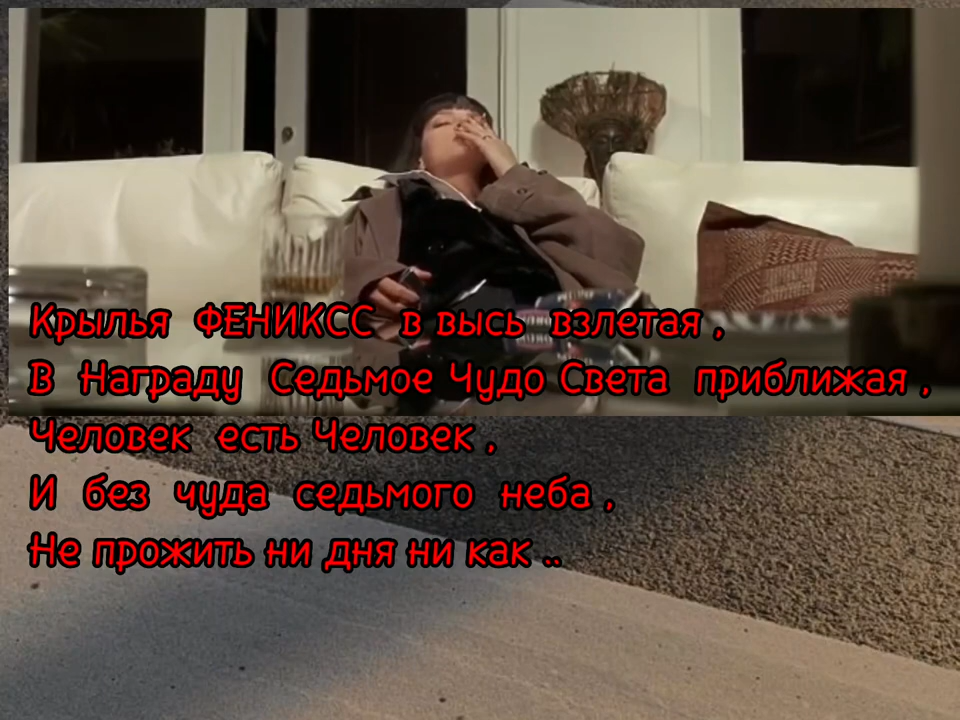 Крылья ФЕНИКСС в высь взлетая ,
В Награду Седьмое Чудо Света приближая ,
Человек есть Человек ,
И без чуда седьмого неба ,
Не прожить ни дня ни как ..